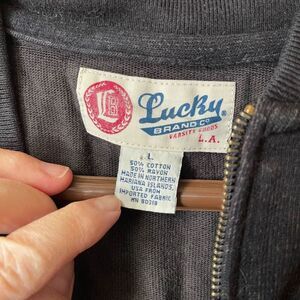 Lucky
BRAND CO
VARSITY GOODS
L.A.
L
50% COTTON
50% RAYON
MADE IN NORTHERN
MARIANA ISLANDS,
USA FROM
IMPORTED FABRIC
RN 80318